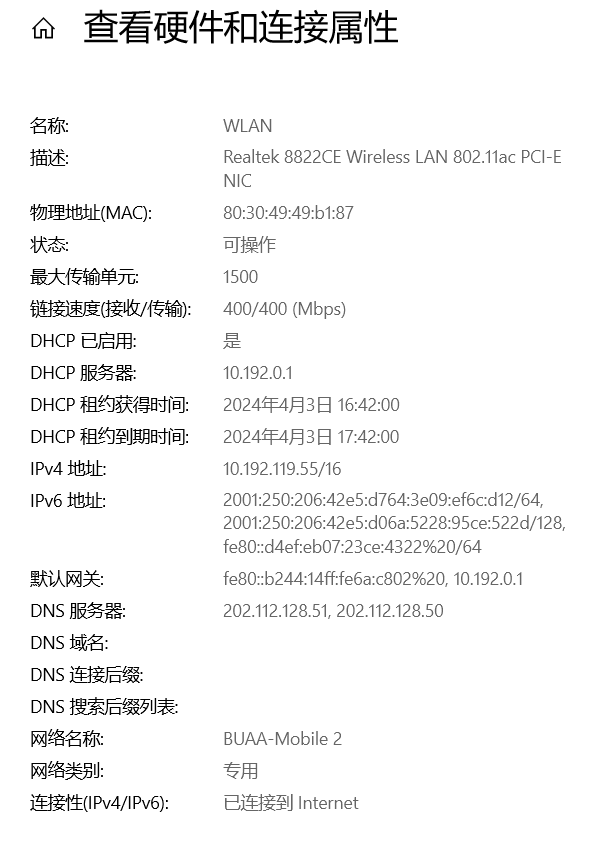 查看硬件和连接属性
名称: WLAN
描述: Realtek 8822CE Wireless LAN 802.11ac PCI-E
NIC
物理地址(MAC): 80:30:49:49:b1:87
状态: 可操作
最大传输单元: 1500
链接速度(接收/传输): 400/400 (Mbps)
DHCP 已启用: 是
DHCP 服务器: 10.192.0.1
DHCP 租约获得时间: 2024年4月3日 16:42:00
DHCP 租约到期时间: 2024年4月3日 17:42:00
IPv4 地址: 10.192.119.55/16
IPv6 地址: 2001:250:206:42e5:d764:3e09:ef6c:d12/64,
2001:250:206:42e5:d06a:5228:95ce:522d/128,
fe80::d4ef:eb07:23ce:4322%20/64
默认网关: fe80::b244:14ff:fe6a:c802%20, 10.192.0.1
DNS 服务器: 202.112.128.51, 202.112.128.50
DNS 域名:
DNS 连接后缀:
DNS 搜索后缀列表:
网络名称: BUAA-Mobile 2
网络类别: 专用
连接性(IPv4/IPv6): 已连接到 Internet